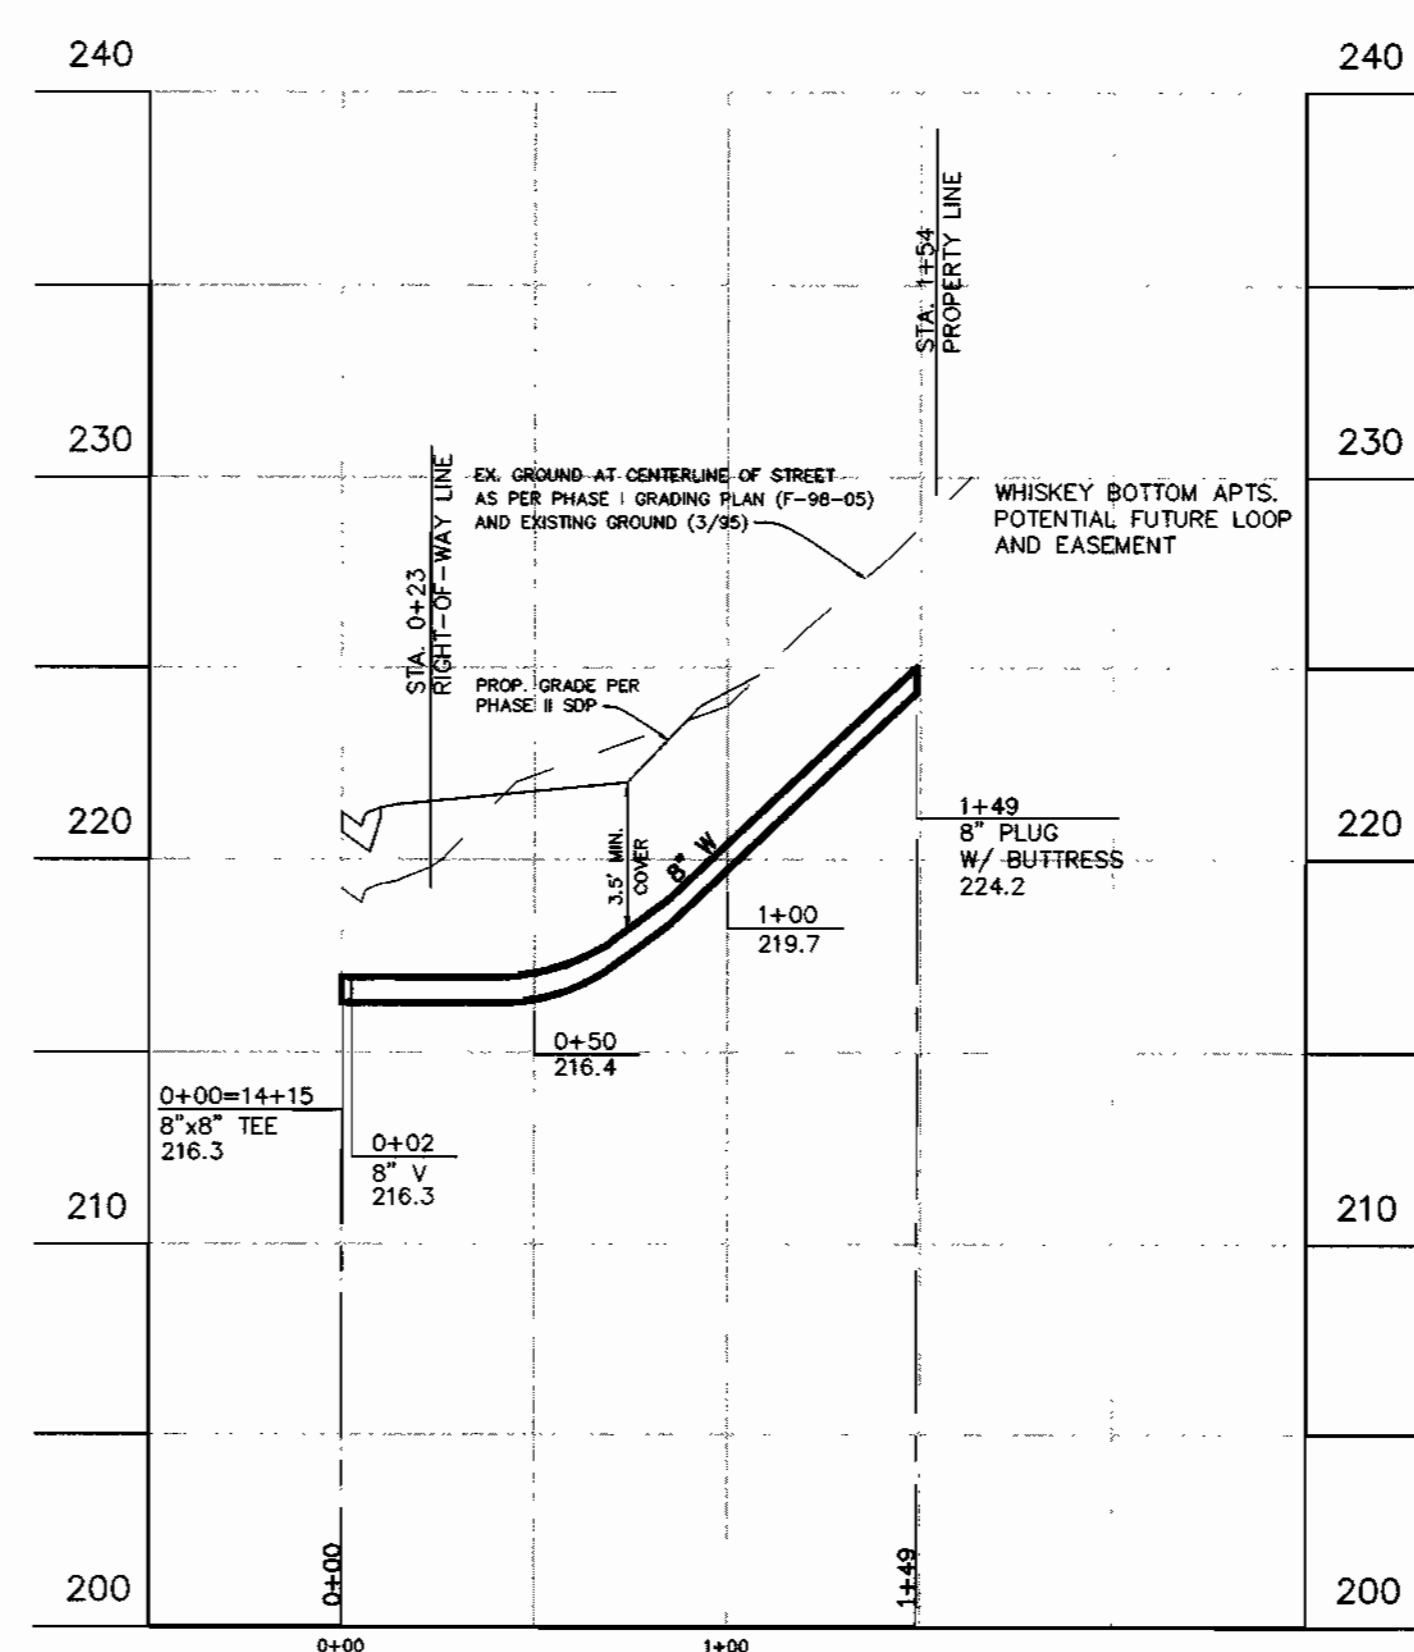 240
240
STA. 1+54
PROPERTY LINE
230
230
STA. 0+23
RIGHT-OF-WAY LINE
EX. GROUND AT CENTERLINE OF STREET
AS PER PHASE I GRADING PLAN (F-98-05)
AND EXISTING GROUND (3/95)
WHISKEY BOTTOM APTS.
POTENTIAL FUTURE LOOP
AND EASEMENT
PROP. GRADE PER
PHASE II SDP
220
220
3.5' MIN.
COVER
8" W
1+49
8" PLUG
W/ BUTTRESS
224.2
1+00
219.7
0+50
216.4
0+00=14+15
8"x8" TEE
216.3
0+02
8" V
216.3
210
210
0+00
1+49
200
200
0+00
1+00